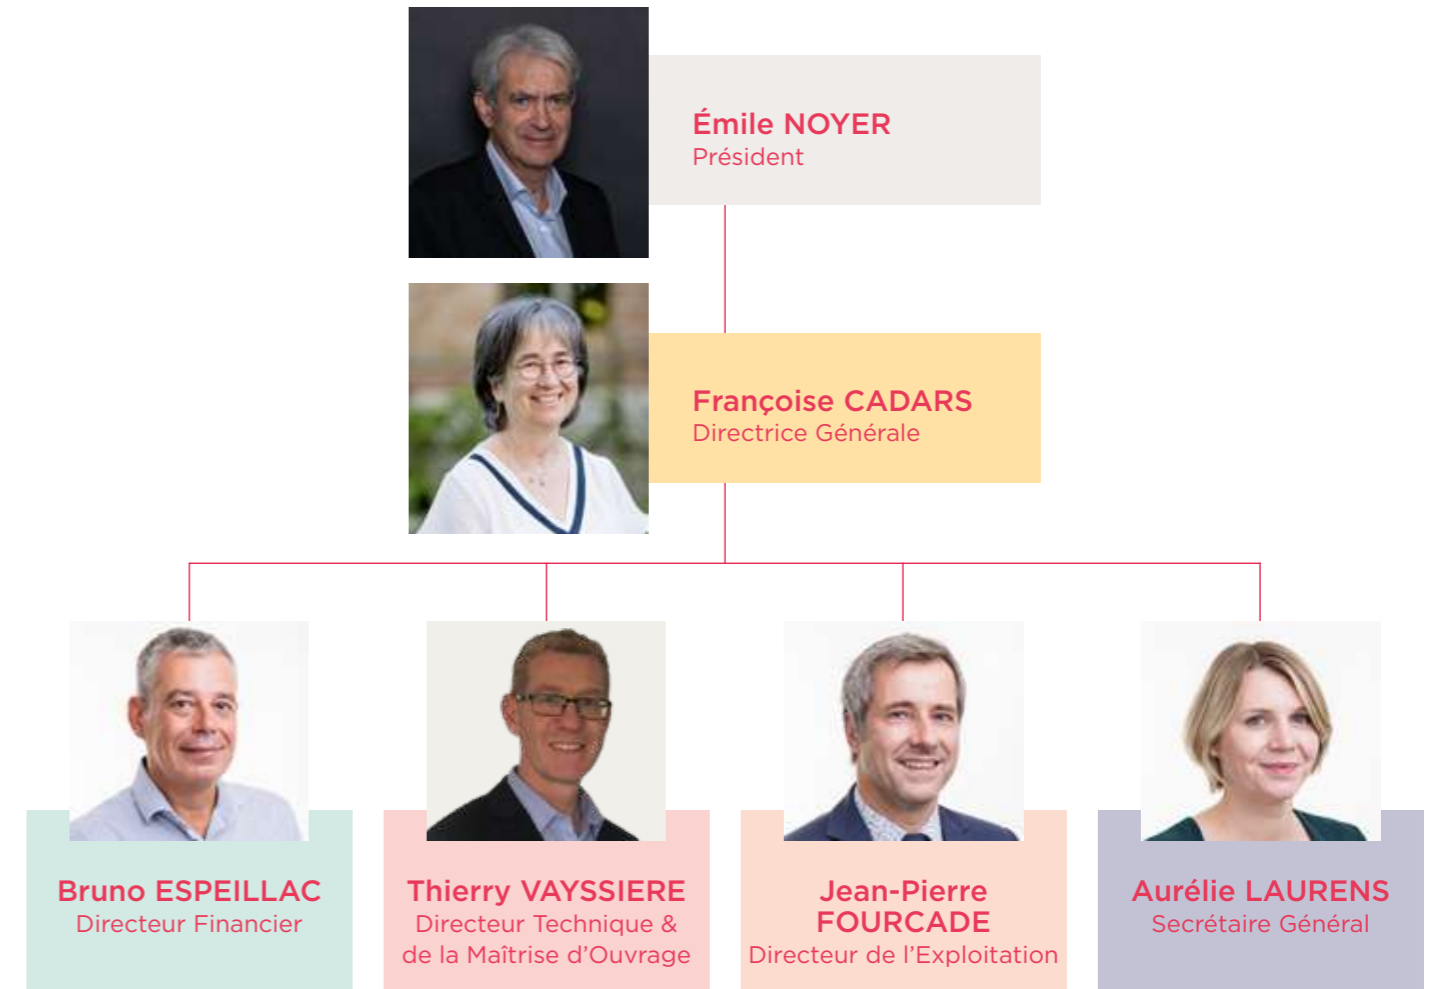 Émile NOYER
Président
Françoise CADARS
Directrice Générale
Bruno ESPEILLAC
Directeur Financier
Thierry VAYSSIERE
Directeur Technique &
de la Maîtrise d’Ouvrage
Jean-Pierre
FOURCADE
Directeur de l’Exploitation
Aurélie LAURENS
Secrétaire Général